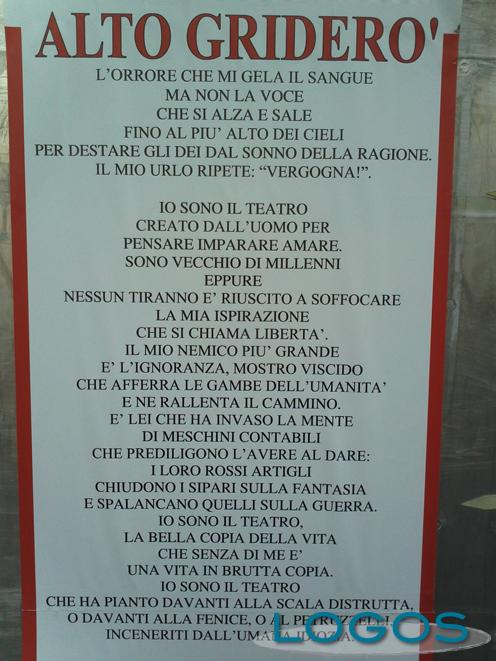 ALTO GRIDERO'
L'ORRORE CHE MI GELA IL SANGUE
MA NON LA VOCE
CHE SI ALZA E SALE
FINO AL PIU' ALTO DEI CIELI
PER DESTARE GLI DEI DAL SONNO DELLA RAGIONE.
IL MIO URLO RIPETE: “VERGOGNA!”.
IO SONO IL TEATRO
CREATO DALL'UOMO PER
PENSARE IMPARARE AMARE.
SONO VECCHIO DI MILLENNI
EPPURE
NESSUN TIRANNO E' RIUSCITO A SOFFOCARE
LA MIA ISPIRAZIONE
CHE SI CHIAMA LIBERTA'.
IL MIO NEMICO PIU' GRANDE
E' L'IGNORANZA, MOSTRO VISCIDO
CHE AFFERRA LE GAMBE DELL'UMANITA'
E NE RALLENTA IL CAMMINO.
E' LEI CHE HA INVASO LA MENTE
DI MESCHINI CONTABILI
CHE PREDILIGONO L'AVERE AL DARE:
I LORO ROSSI ARTIGLI
CHIUDONO I SIPARI SULLA FANTASIA
E SPALANCANO QUELLI SULLA GUERRA.
IO SONO IL TEATRO,
LA BELLA COPIA DELLA VITA
CHE SENZA DI ME E'
UNA VITA IN BRUTTA COPIA.
IO SONO IL TEATRO
CHE HA PIANTO DAVANTI ALLA SCALA DISTRUTTA,
O DAVANTI ALLA FENICE, O AL PETRUZZELLI,
INCENERITI DALL'UMANA IDIOZIA.
LOGOS